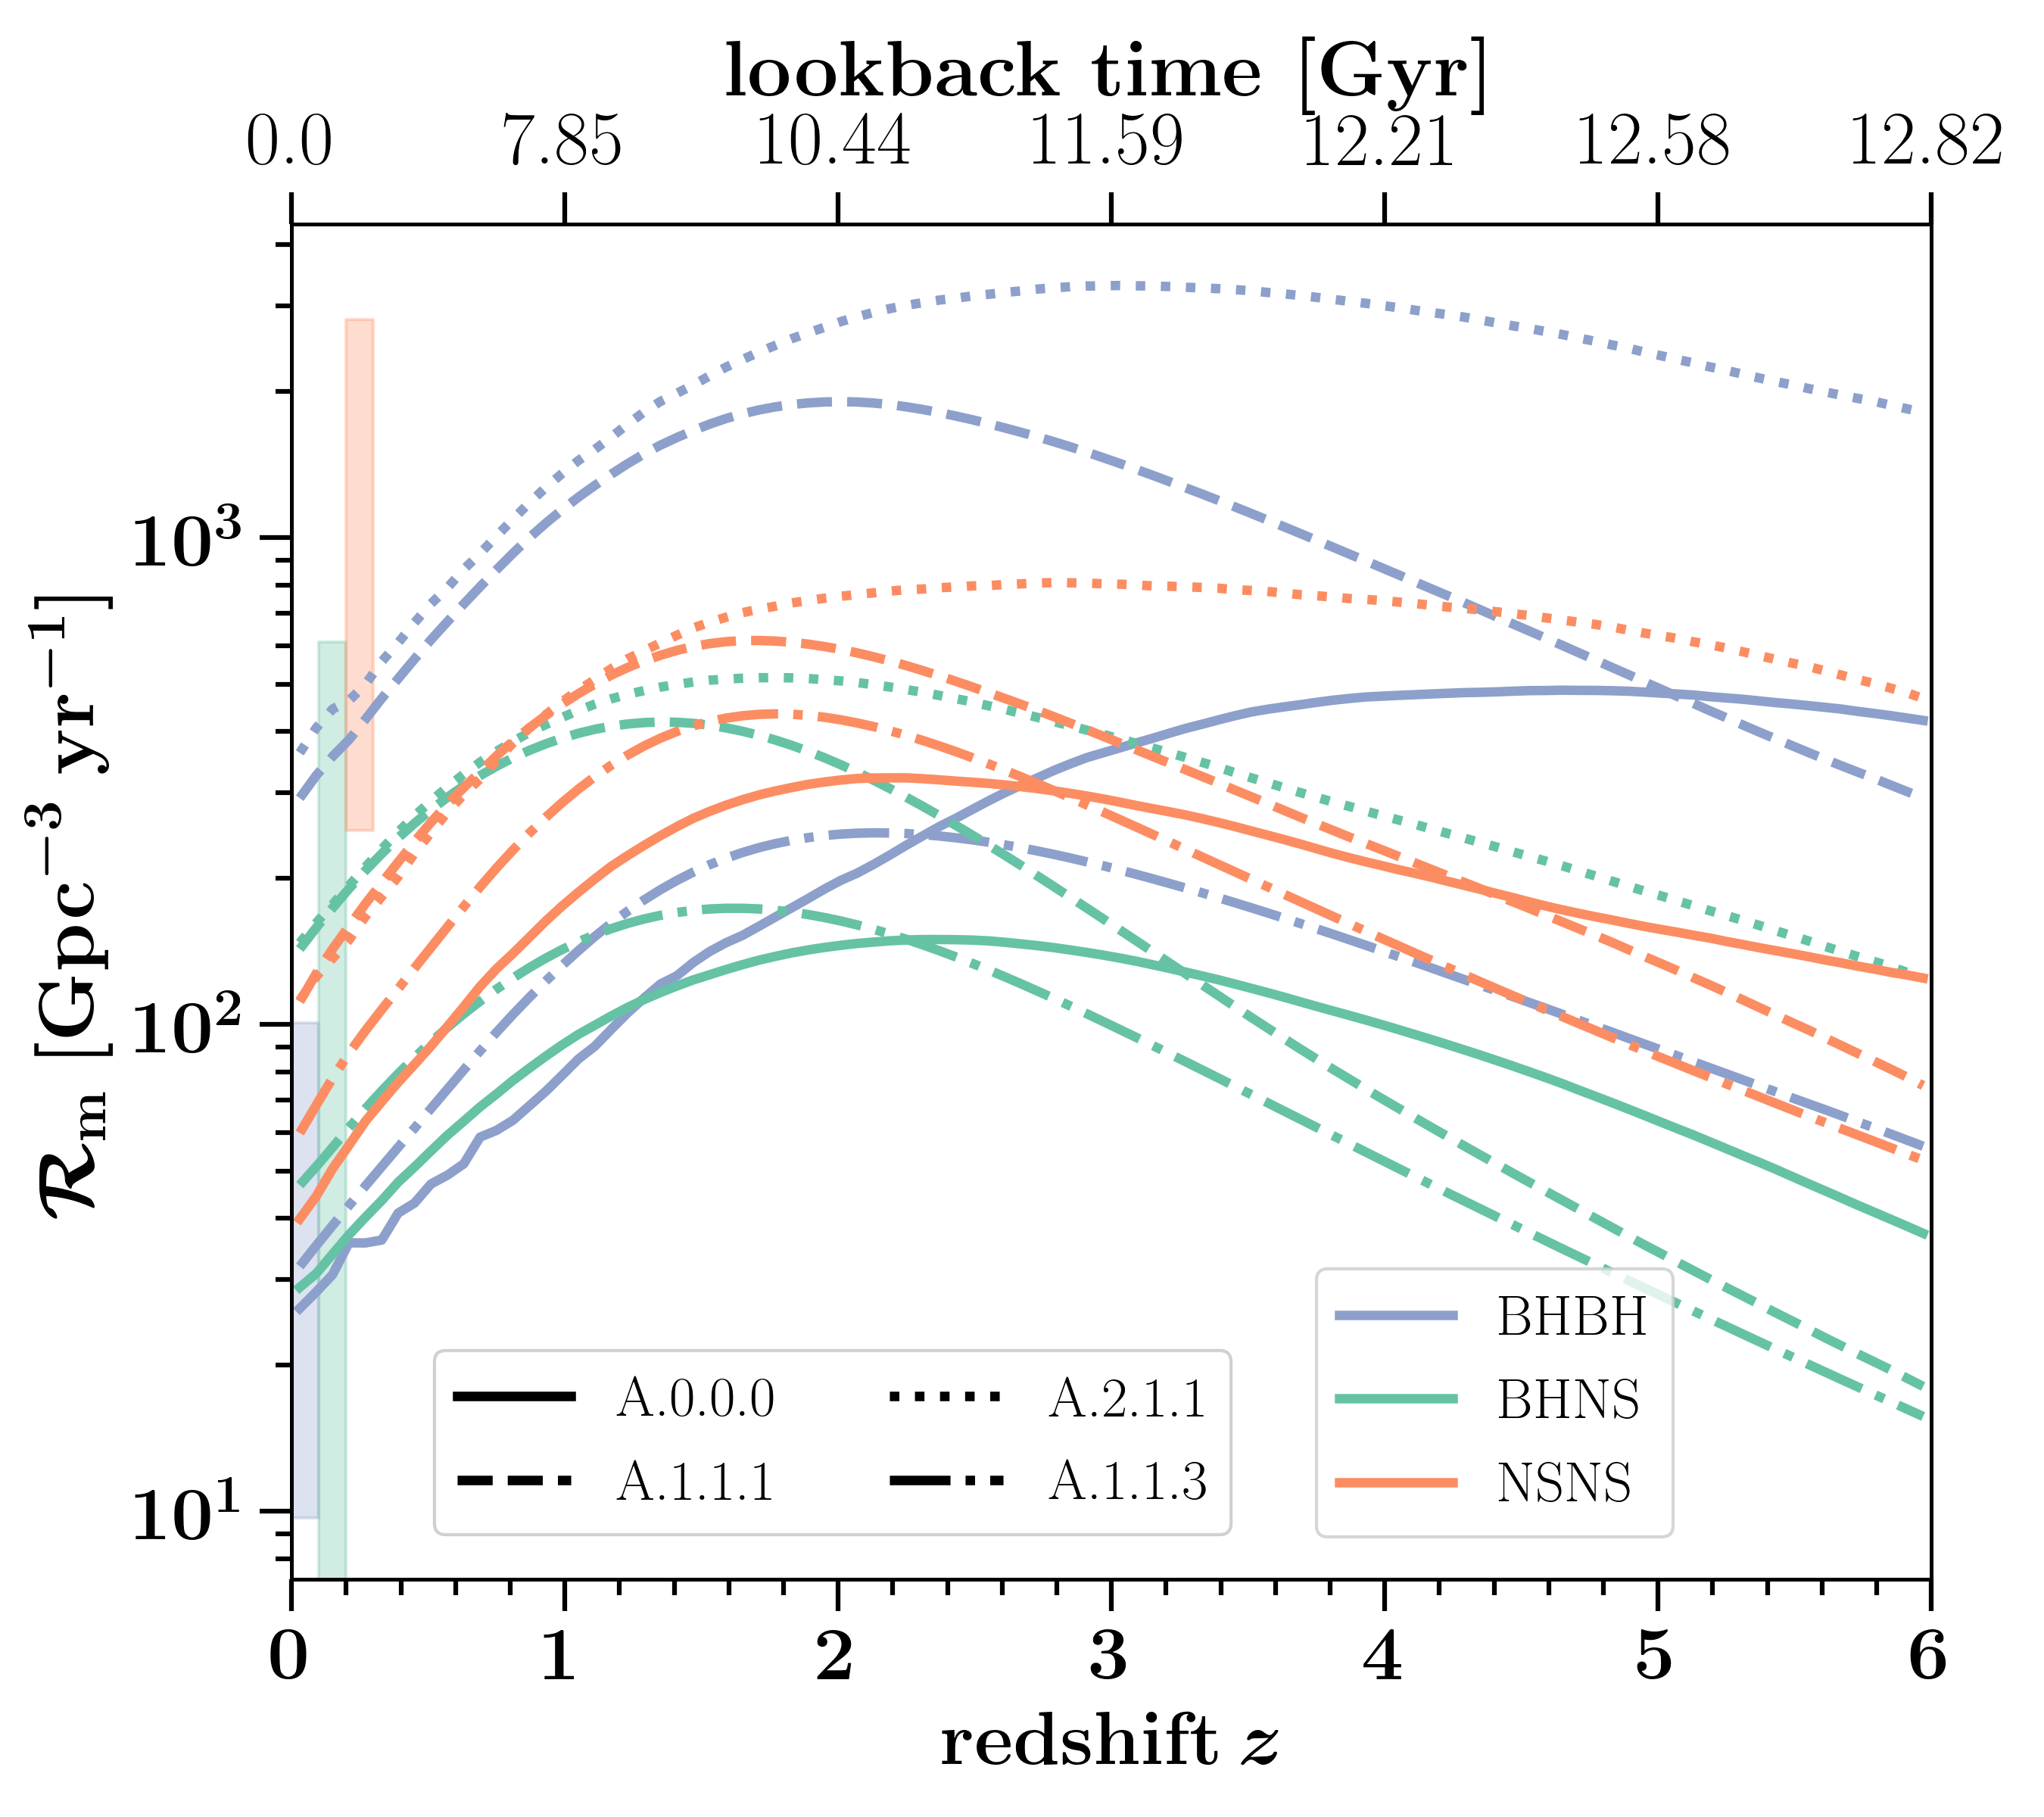 lookback time [Gyr]
0.0 7.85 10.44 11.59 12.21 12.58 12.82
10³
10²
10¹
ℛₘ [Gpc⁻³ yr⁻¹]
A.0.0.0 A.2.1.1
A.1.1.1 A.1.1.3
BHBH
BHNS
NSNS
0 1 2 3 4 5 6
redshift z